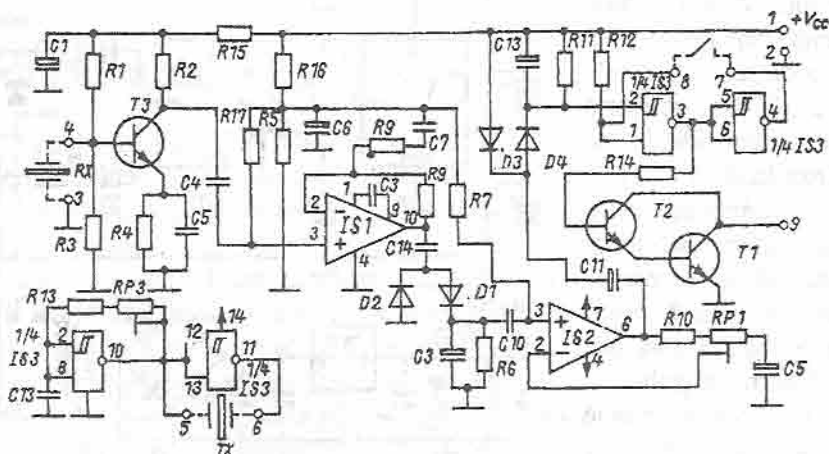 1 +Vcc
C1
R1
R2
R15
R16
C13
R11
R12
2
8
7
1/4 IS3
T3
4
RX
3
R17
R5
C6
R9
C7
D3
D4
2
1
3
5
6
4
1/4 IS3
R14
C4
R9
R7
T2
9
T1
R3
R4
C5
1
C3
9
2
3
IS1
10
4
C14
C11
D2
D1
R13
RP3
14
12
13
11
1/4
IS3
1/4
IS3
2
8
10
C13
5
6
TX
C3
R6
C10
3
2
7
IS2
4
6
R10
RP1
C5